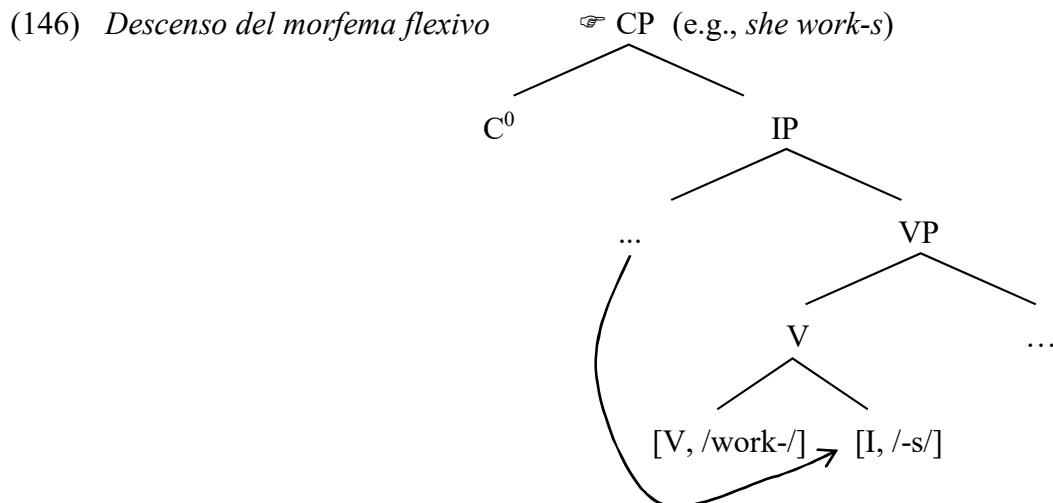 (146) Descenso del morfema flexivo ☞ CP (e.g., she work-s)
C⁰ IP
... VP
V …
[V, /work-/] [I, /-s/]